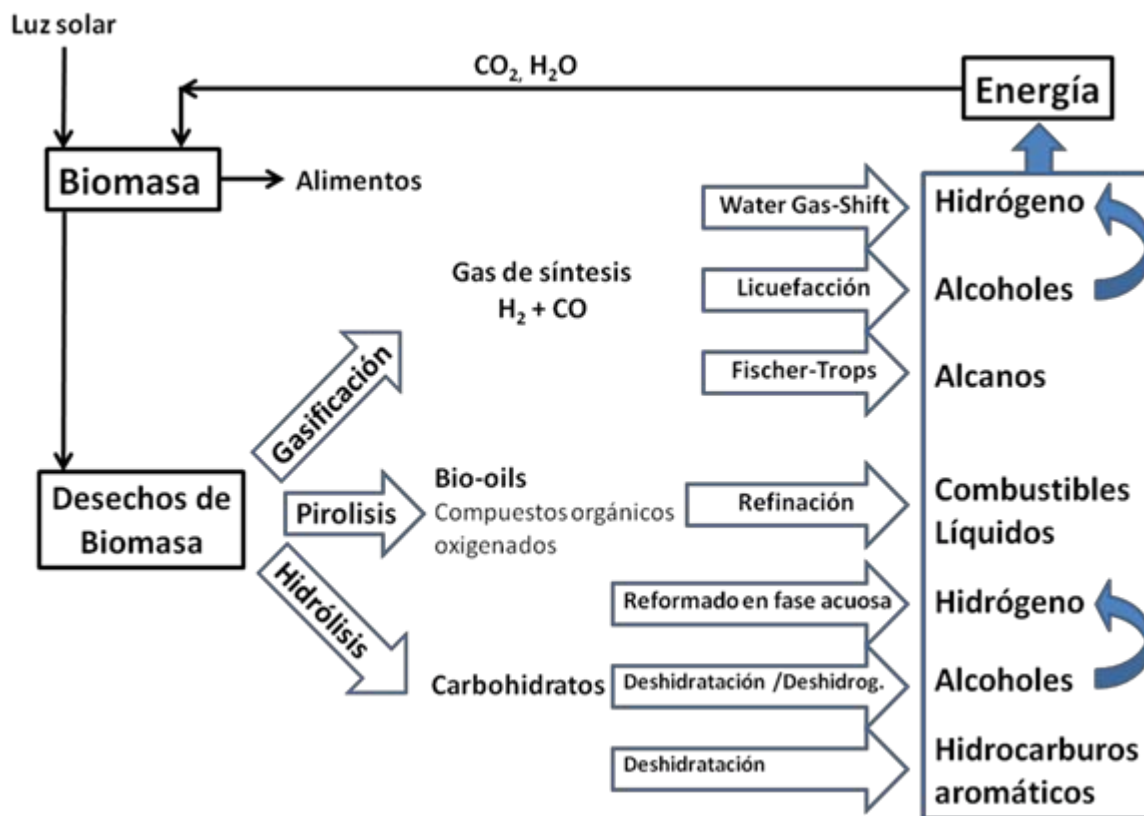 Luz solar
CO₂, H₂O
Energía
Biomasa
Alimentos
Water Gas-Shift
Hidrógeno
Gas de síntesis
H₂ + CO
Licuefacción
Alcoholes
Gasificación
Fischer-Trops
Alcanos
Desechos de
Biomasa
Pirolisis
Bio-oils
Compuestos orgánicos
oxigenados
Refinación
Combustibles
Líquidos
Hidrólisis
Reformado en fase acuosa
Hidrógeno
Carbohidratos
Deshidratación /Deshidrog.
Alcoholes
Deshidratación
Hidrocarburos
aromáticos